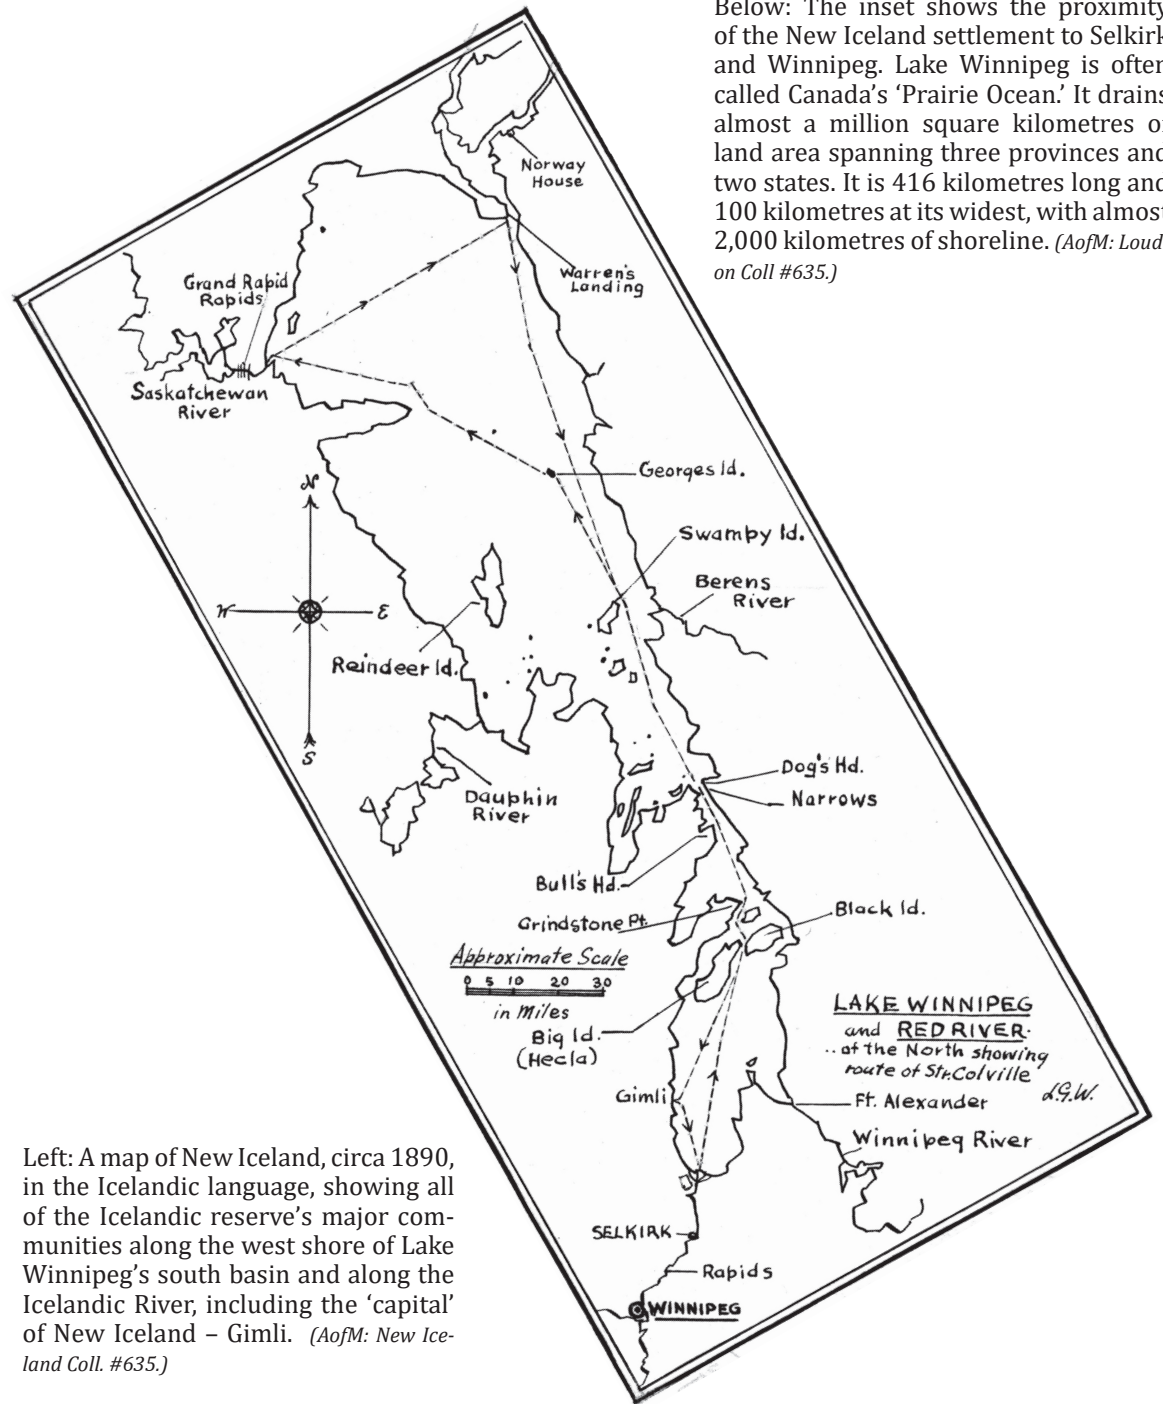 Below: The inset shows the proximity
of the New Iceland settlement to Selkirk
and Winnipeg. Lake Winnipeg is often
called Canada's 'Prairie Ocean.' It drains
almost a million square kilometres of
land area spanning three provinces and
two states. It is 416 kilometres long and
100 kilometres at its widest, with almost
2,000 kilometres of shoreline. (AofM: Loud-
on Coll #635.)
Norway
House
Warren's
Landing
Grand Rapid
Rapids
Saskatchewan
River
Georges Id.
N
Swampy Id.
Berens
River
W
E
Reindeer Id.
S
Dog's Hd.
Narrows
Dauphin
River
Bull's Hd.
Grindstone Pt.
Black Id.
Approximate Scale
0 5 10 20 30
in Miles
Big Id.
(Hecla)
LAKE WINNIPEG
and RED RIVER
of the North showing
route of Str. Colville
L.G.W.
Gimli
Ft. Alexander
Winnipeg River
SELKIRK
Rapids
WINNIPEG
Left: A map of New Iceland, circa 1890,
in the Icelandic language, showing all
of the Icelandic reserve's major com-
munities along the west shore of Lake
Winnipeg's south basin and along the
Icelandic River, including the 'capital'
of New Iceland – Gimli. (AofM: New Ice-
land Coll. #635.)